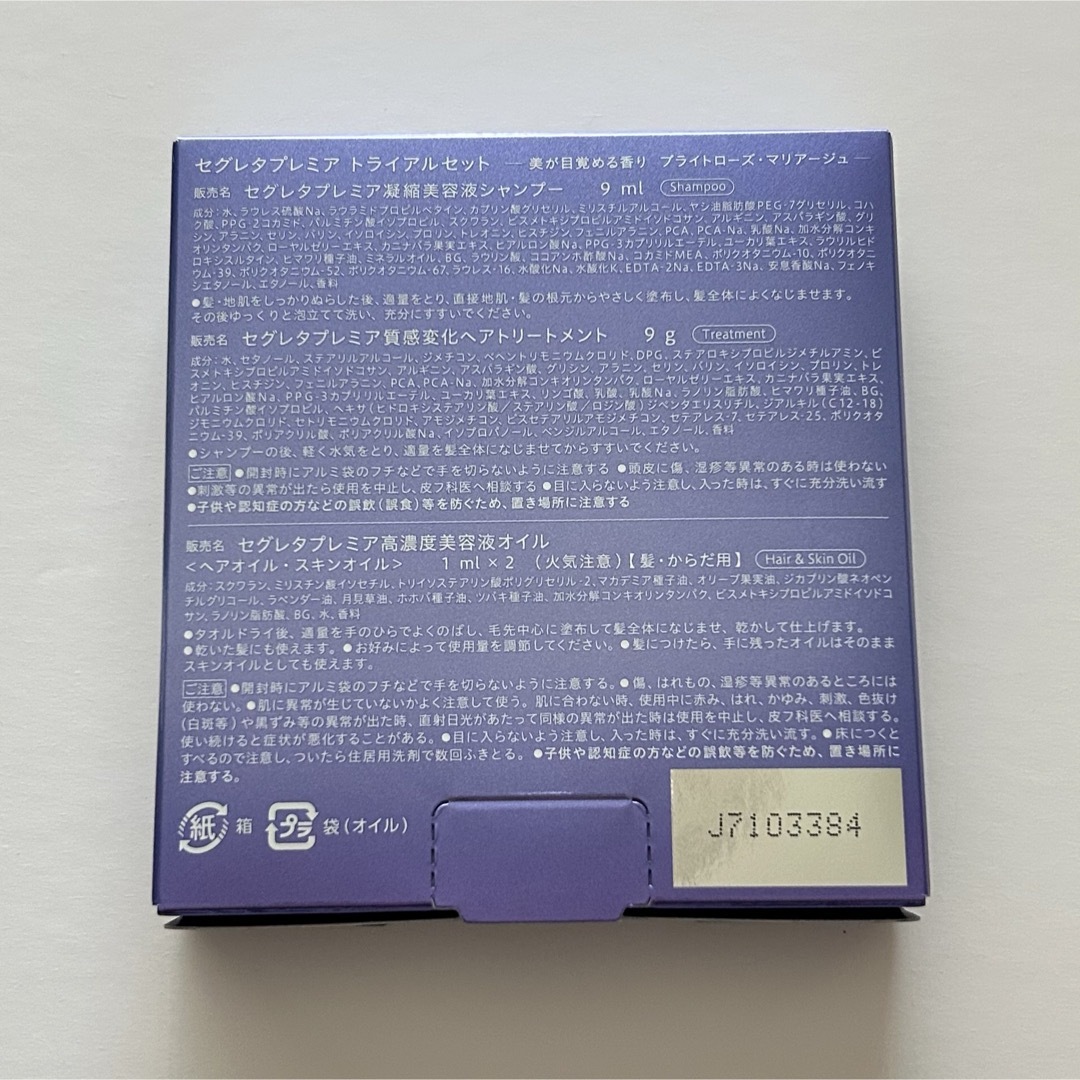 セグレタプレミア トライアルセット ― 美が目覚める香り ブライトローズ・マリアージュ ―
販売名 セグレタプレミア凝縮美容液シャンプー 9 ml Shampoo
成分：水、ラウレス硫酸Na、ラウラミドプロピルベタイン、カプリン酸グリセリル、ミリスチルアルコール、ヤシ油脂肪酸PEG-7グリセリル、コハ
ク酸、PPG-2コカミド、パルミチン酸イソプロピル、スクワラン、ビスメトキシプロピルアミドイソドコサン、アルギニン、アスパラギン酸、グリ
シン、アラニン、セリン、バリン、イソロイシン、プロリン、トレオニン、ヒスチジン、フェニルアラニン、PCA、PCA-Na、乳酸Na、加水分解コンキ
オリンタンパク、ローヤルゼリーエキス、カニナバラ果実エキス、ヒアルロン酸Na、PPG-3カプリリルエーテル、ユーカリ葉エキス、ラウリルヒド
ロキシスルタイン、ヒマワリ種子油、ミネラルオイル、BG、ラウリン酸、ココアンホ酢酸Na、コカミドMEA、ポリクオタニウム-10、ポリクオタ
ニウム-39、ポリクオタニウム-52、ポリクオタニウム-67、ラウレス-16、水酸化Na、水酸化K、EDTA-2Na、EDTA-3Na、安息香酸Na、フェノキ
シエタノール、エタノール、香料
●髪・地肌をしっかりぬらした後、適量をとり、直接地肌・髪の根元からやさしく塗布し、髪全体によくなじませます。
その後ゆっくりと泡立てて洗い、充分にすすいでください。
販売名 セグレタプレミア質感変化ヘアトリートメント 9 g Treatment
成分：水、セタノール、ステアリルアルコール、ジメチコン、ベヘントリモニウムクロリド、DPG、ステアロキシプロピルジメチルアミン、ビ
スメトキシプロピルアミドイソドコサン、アルギニン、アスパラギン酸、グリシン、アラニン、セリン、バリン、イソロイシン、プロリン、トレ
オニン、ヒスチジン、フェニルアラニン、PCA、PCA-Na、加水分解コンキオリンタンパク、ローヤルゼリーエキス、カニナバラ果実エキス、
ヒアルロン酸Na、PPG-3カプリリルエーテル、ユーカリ葉エキス、リンゴ酸、乳酸、乳酸Na、ラノリン脂肪酸、ヒマワリ種子油、BG、
パルミチン酸イソプロピル、ヘキサ(ヒドロキシステアリン酸／ステアリン酸／ロジン酸)ジペンタエリスリチル、ジアルキル(C12-18)
ジモニウムクロリド、セトリモニウムクロリド、アモジメチコン、ビスセテアリルアモジメチコン、セテアレス-7、セテアレス-25、ポリクオタ
ニウム-39、ポリアクリル酸、ポリアクリル酸Na、イソプロパノール、ベンジルアルコール、エタノール、香料
●シャンプーの後、軽く水気をとり、適量を髪全体になじませてからすすいでください。
ご注意 ●開封時にアルミ袋のフチなどで手を切らないように注意する ●頭皮に傷、湿疹等異常のある時は使わない
●刺激等の異常が出たら使用を中止し、皮フ科医へ相談する ●目に入らないよう注意し、入った時は、すぐに充分洗い流す
●子供や認知症の方などの誤飲(誤食)等を防ぐため、置き場所に注意する
販売名 セグレタプレミア高濃度美容液オイル
＜ヘアオイル・スキンオイル＞ 1 ml × 2 (火気注意)【髪・からだ用】 Hair & Skin Oil
成分：スクワラン、ミリスチン酸イソセチル、トリイソステアリン酸ポリグリセリル-2、マカデミア種子油、オリーブ果実油、ジカプリン酸ネオペン
チルグリコール、ラベンダー油、月見草油、ホホバ種子油、ツバキ種子油、加水分解コンキオリンタンパク、ビスメトキシプロピルアミドイソドコ
サン、ラノリン脂肪酸、BG、水、香料
●タオルドライ後、適量を手のひらでよくのばし、毛先中心に塗布して髪全体になじませ、乾かして仕上げます。
●乾いた髪にも使えます。●お好みによって使用量を調節してください。●髪につけたら、手に残ったオイルはそのまま
スキンオイルとしても使えます。
ご注意 ●開封時にアルミ袋のフチなどで手を切らないように注意する。●傷、はれもの、湿疹等異常のあるところには
使わない。●肌に異常が生じていないかよく注意して使う。肌に合わない時、使用中に赤み、はれ、かゆみ、刺激、色抜け
(白斑等)や黒ずみ等の異常が出た時、直射日光があたって同様の異常が出た時は使用を中止し、皮フ科医へ相談する。
使い続けると症状が悪化することがある。●目に入らないよう注意し、入った時は、すぐに充分洗い流す。●床につくと
すべるので注意し、ついたら住居用洗剤で数回ふきとる。●子供や認知症の方などの誤飲等を防ぐため、置き場所に
注意する。
紙 箱 プラ 袋(オイル)
J7103384